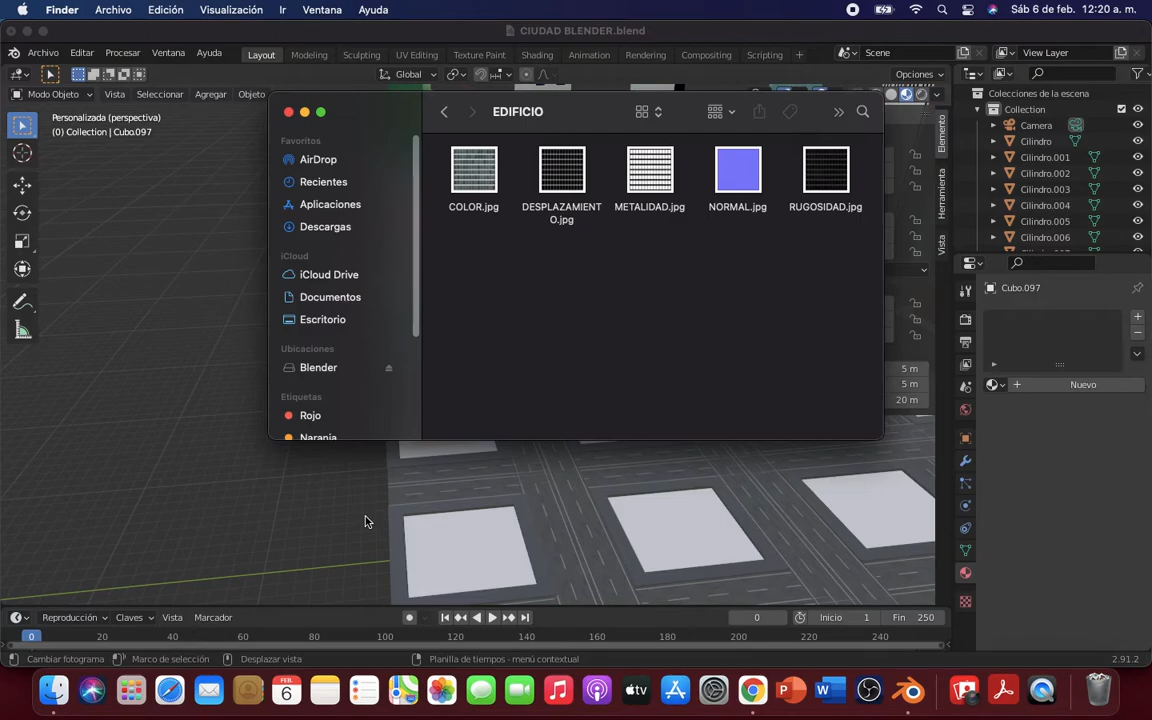 Finder Archivo Edición Visualización Ir Ventana Ayuda Sáb 6 de feb. 12:20 a. m.
CIUDAD BLENDER.blend
Archivo Editar Procesar Ventana Ayuda Layout Modeling Sculpting UV Editing Texture Paint Shading Animation Rendering Compositing Scripting + Scene View Layer
Global Opciones
Modo Objeto Vista Seleccionar Agregar Objeto
Personalizada (perspectiva)
(0) Collection | Cubo.097
EDIFICIO
Favoritos
AirDrop
Recientes
Aplicaciones
Descargas
iCloud
iCloud Drive
Documentos
Escritorio
Ubicaciones
Blender
Etiquetas
Rojo
Naranja
COLOR.jpg
DESPLAZAMIENT
O.jpg
METALIDAD.jpg
NORMAL.jpg
RUGOSIDAD.jpg
5 m
5 m
20 m
Elemento
Herramienta
Vista
Colecciones de la escena
Collection
Camera
Cilindro
Cilindro.001
Cilindro.002
Cilindro.003
Cilindro.004
Cilindro.005
Cilindro.006
Cubo.097
Nuevo
Reproducción Claves Vista Marcador 0 Inicio 1 Fin 250
0 20 40 60 80 100 120 140 160 180 200 220 240
Cambiar fotograma Marco de selección Desplazar vista Planilla de tiempos - menú contextual 2.91.2
FEB
6